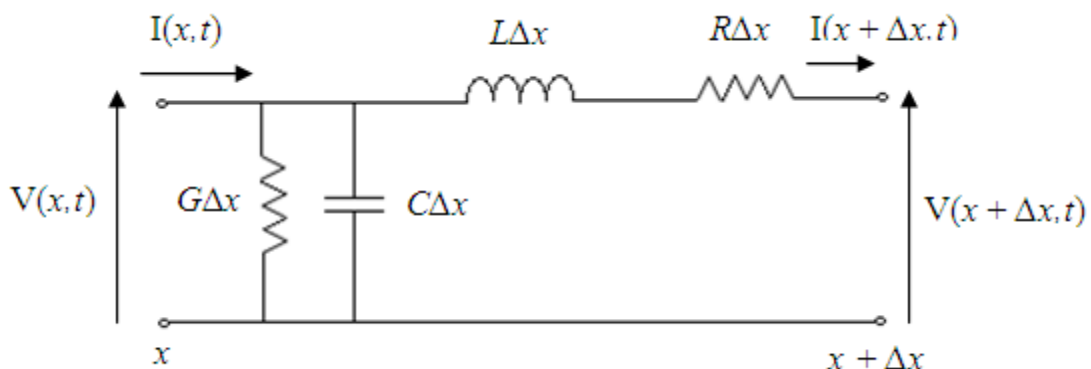 I(x,t)
LΔx
RΔx
I(x + Δx,t)
V(x,t)
GΔx
CΔx
V(x + Δx,t)
x
x + Δx